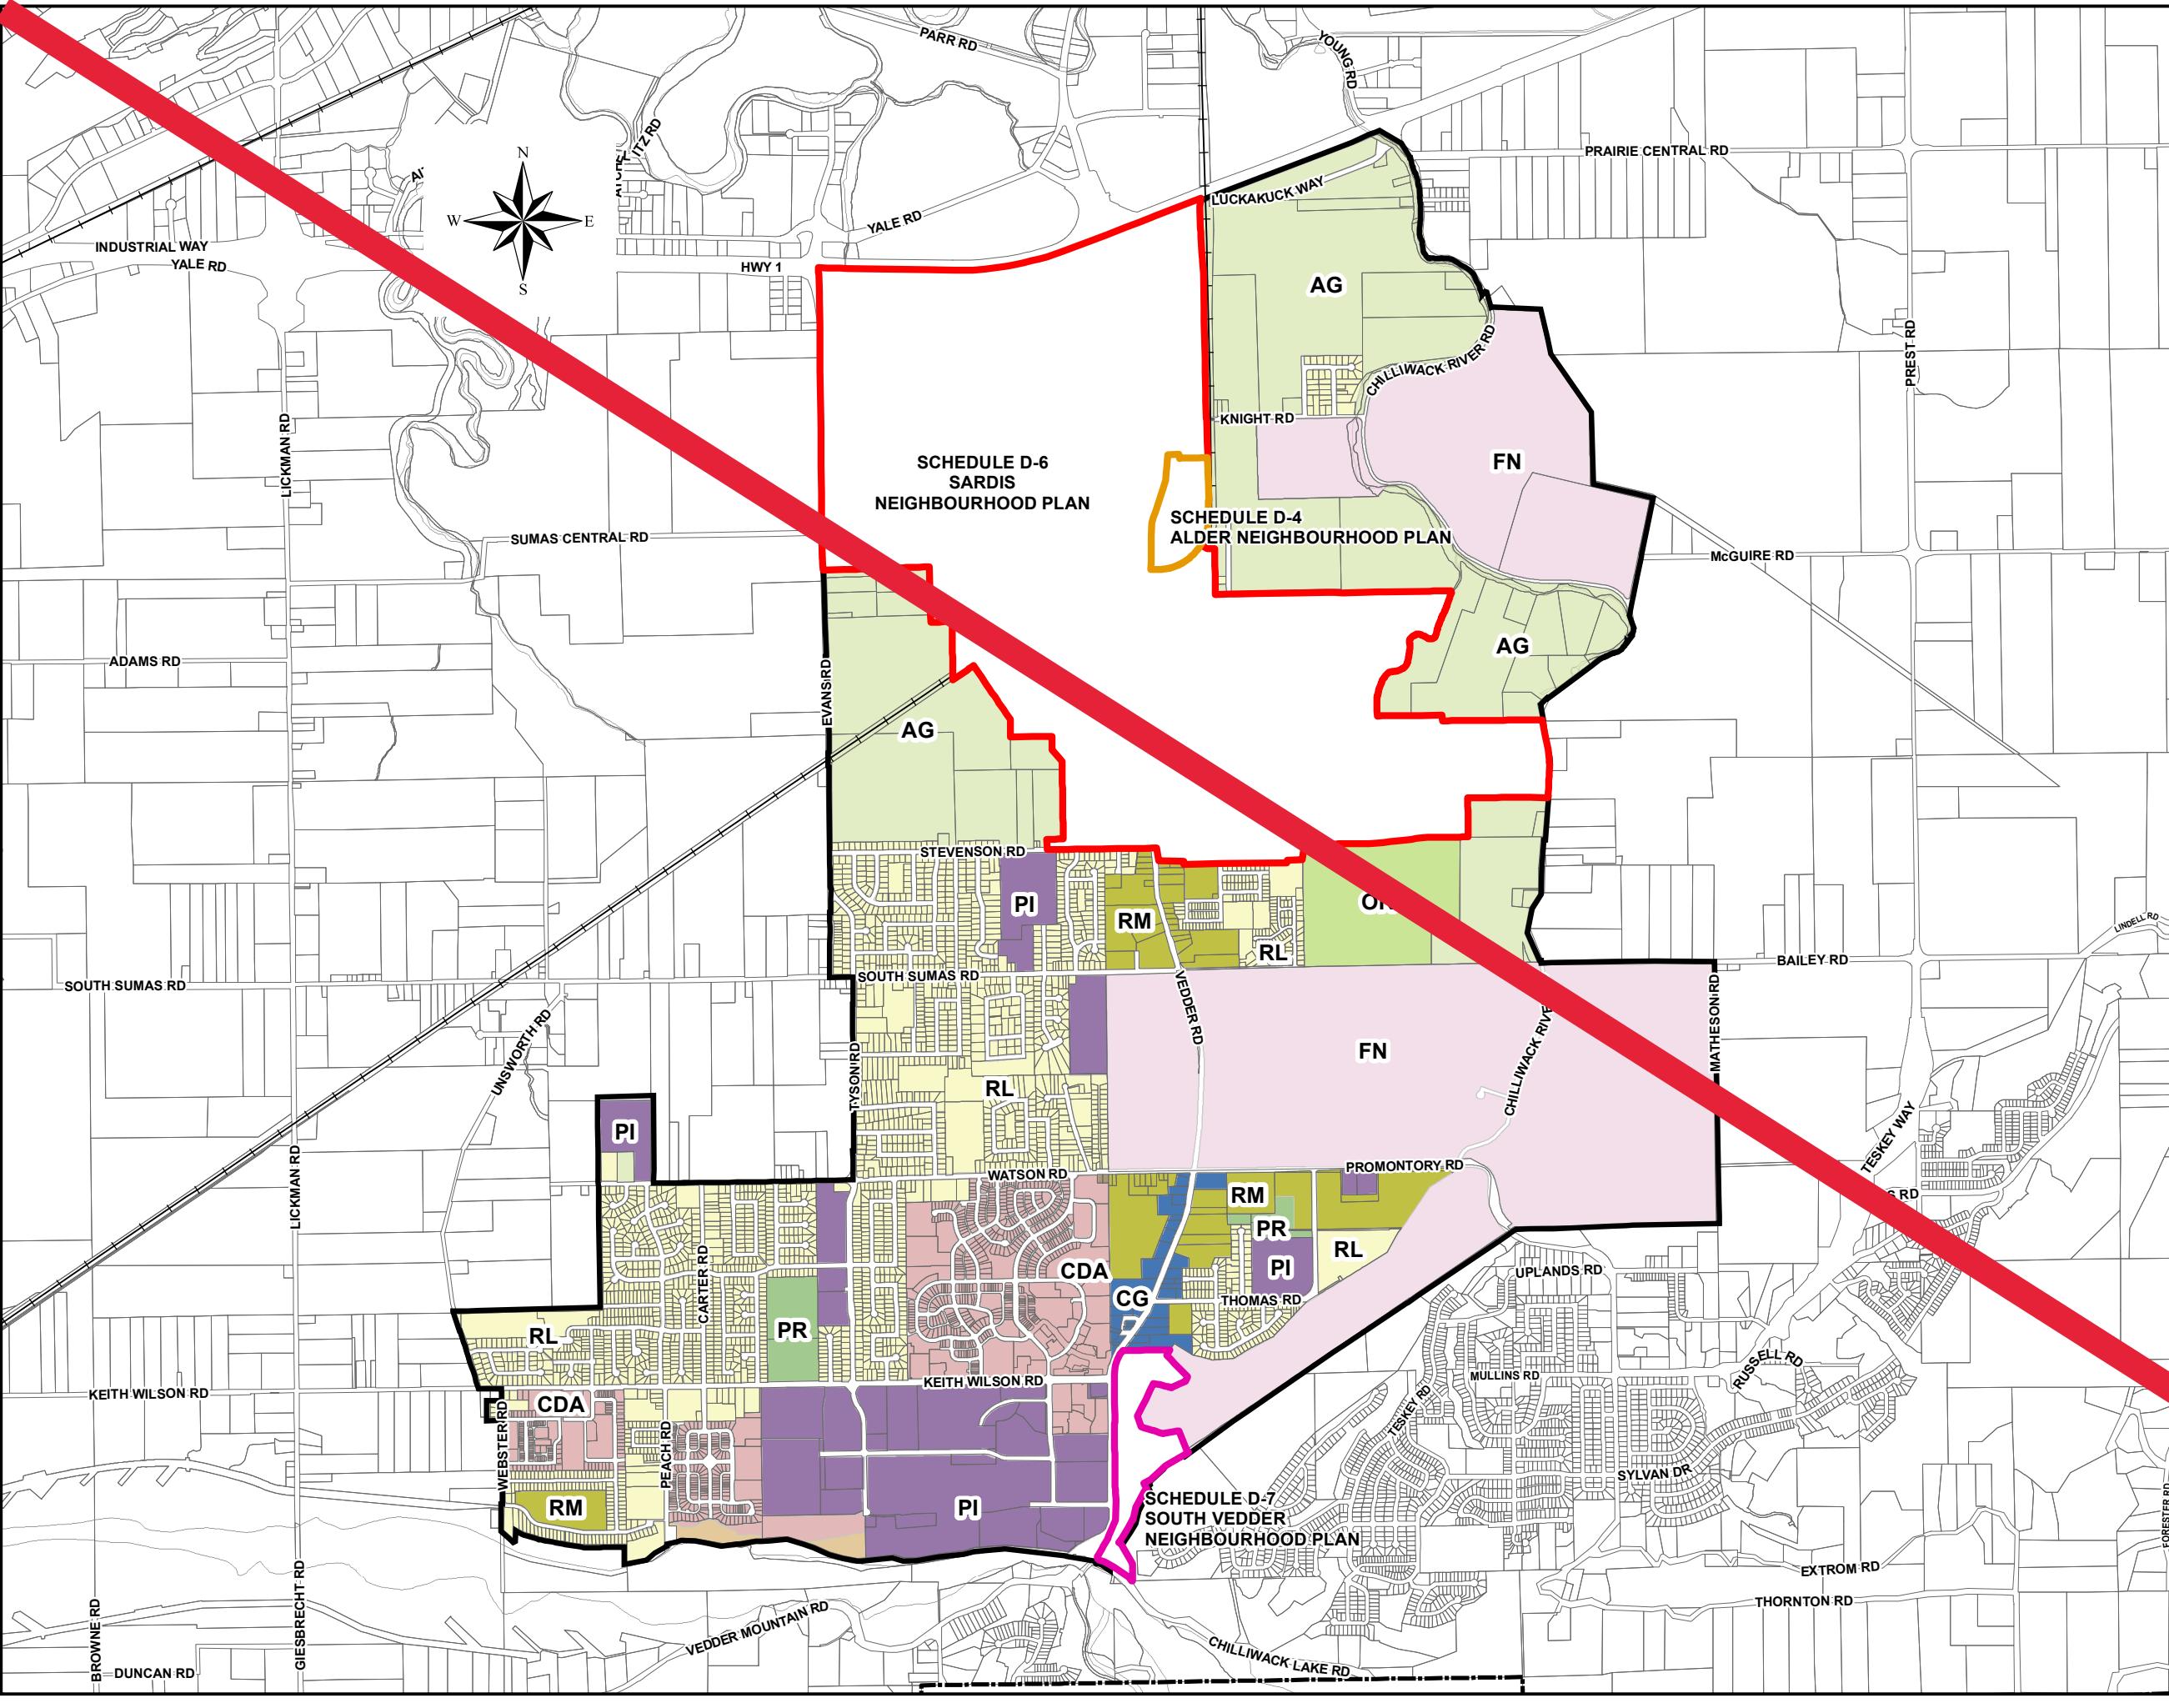 PARR RD
YOUNG RD
PRAIRIE CENTRAL RD
N
W
E
S
LUCKAKUCK WAY
YALE RD
INDUSTRIAL WAY
YALE RD
HWY 1
AG
CHILLIWACK RIVER RD
PREST RD
KNIGHT RD
LICKMAN RD
SCHEDULE D-6
SARDIS
NEIGHBOURHOOD PLAN
FN
SCHEDULE D-4
ALDER NEIGHBOURHOOD PLAN
SUMAS CENTRAL RD
McGUIRE RD
ADAMS RD
EVANS RD
AG
AG
STEVENSON RD
PI
RM
RL
LINDELL RD
BAILEY RD
SOUTH SUMAS RD
SOUTH SUMAS RD
VEDDER RD
MATHESON RD
UNSWORTH RD
TYSON RD
FN
RL
PI
TESKEY WAY
LICKMAN RD
WATSON RD
PROMONTORY RD
RM
PR
RL
PI
CDA
CG
THOMAS RD
UPLANDS RD
CARTER RD
PR
RL
KEITH WILSON RD
KEITH WILSON RD
MULLINS RD
RUSSELL RD
CDA
WEBSTER RD
PEACH RD
TESKEY RD
SYLVAN DR
RM
PI
SCHEDULE D-7
SOUTH VEDDER
NEIGHBOURHOOD PLAN
FORESTER RD
EXTROM RD
THORNTON RD
BROWNE RD
GIESBRECHT RD
VEDDER MOUNTAIN RD
CHILLIWACK LAKE RD
DUNCAN RD